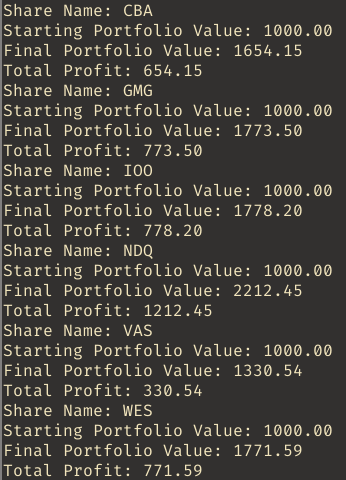 Share Name: CBA
Starting Portfolio Value: 1000.00
Final Portfolio Value: 1654.15
Total Profit: 654.15
Share Name: GMG
Starting Portfolio Value: 1000.00
Final Portfolio Value: 1773.50
Total Profit: 773.50
Share Name: IOO
Starting Portfolio Value: 1000.00
Final Portfolio Value: 1778.20
Total Profit: 778.20
Share Name: NDQ
Starting Portfolio Value: 1000.00
Final Portfolio Value: 2212.45
Total Profit: 1212.45
Share Name: VAS
Starting Portfolio Value: 1000.00
Final Portfolio Value: 1330.54
Total Profit: 330.54
Share Name: WES
Starting Portfolio Value: 1000.00
Final Portfolio Value: 1771.59
Total Profit: 771.59